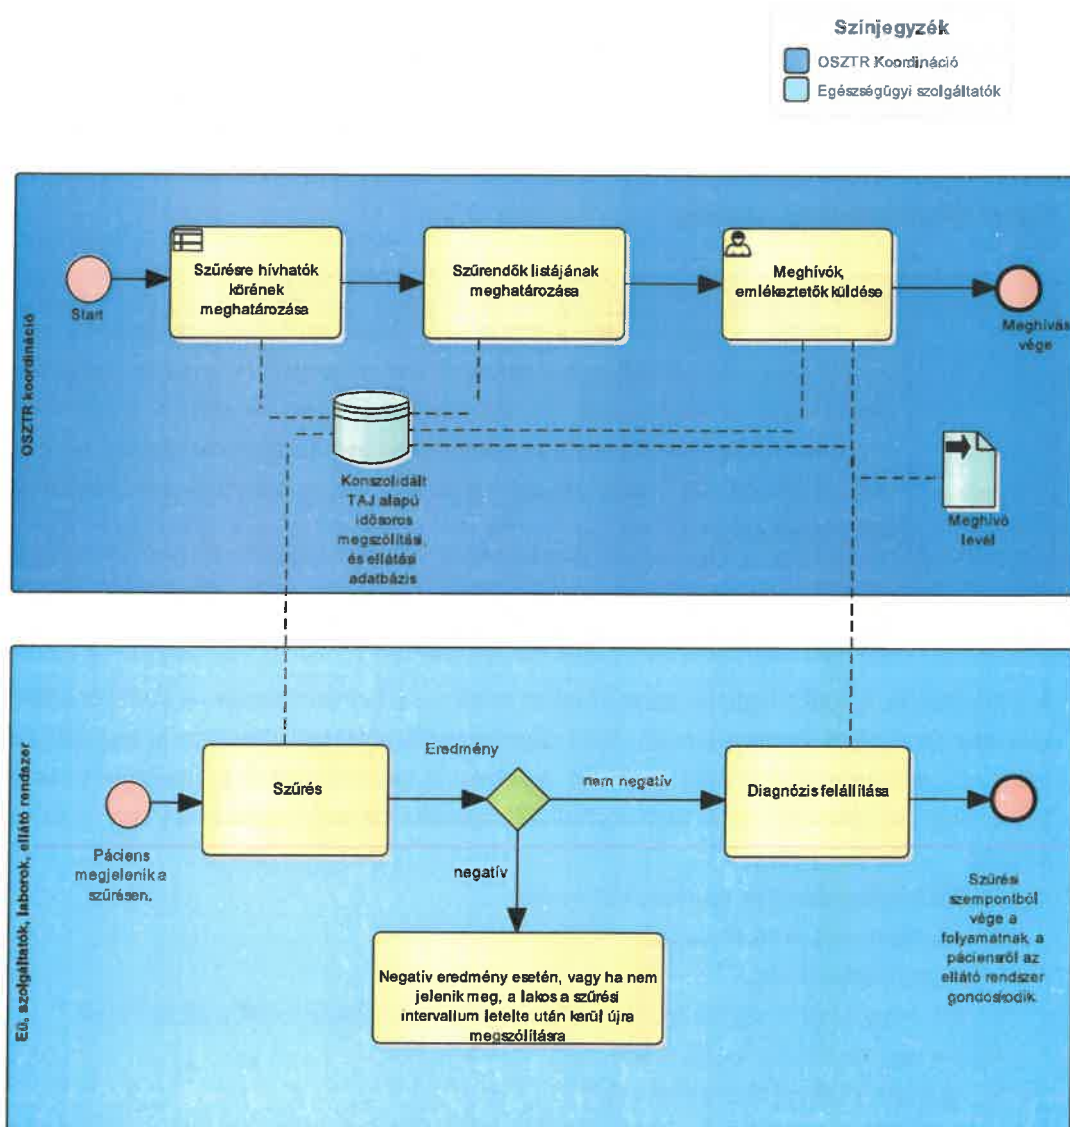 Színjegyzék
OSZTR Koordináció
Egészségügyi szolgáltatók
OSZTR koordináció
Start
Szűrésre hívhatók
körének
meghatározása
Szűrendők listájának
meghatározása
Meghívók,
emlékeztetők küldése
Meghívás
vége
Konszolidált
TAJ alapú
idősoros
megszólítási,
és ellátási
adatbázis
Meghívó
levél
Eü. szolgáltatók, laborok, ellátó rendszer
Páciens
megjelenik a
szűrésen.
Szűrés
Eredmény
nem negatív
negatív
Diagnózis felállítása
Szűrési
szempontból
vége a
folyamatnak, a
páciensről az
ellátó rendszer
gondoskodik.
Negatív eredmény esetén, vagy ha nem
jelenik meg, a lakos a szűrési
intervallum letelte után kerül újra
megszólításra